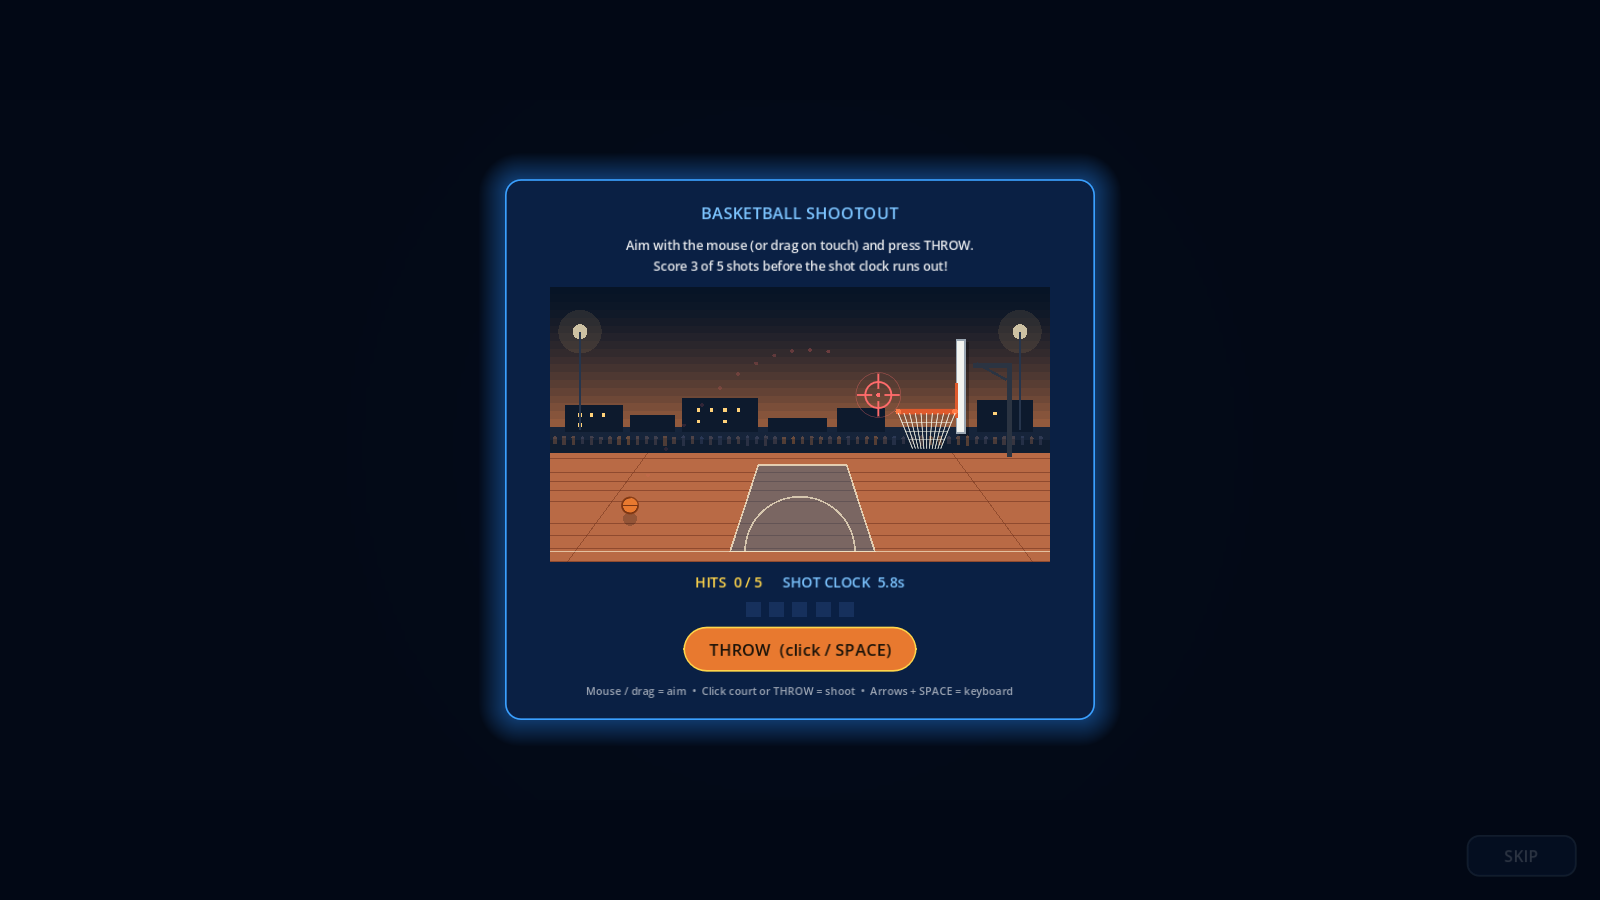 BASKETBALL SHOOTOUT
Aim with the mouse (or drag on touch) and press THROW.
Score 3 of 5 shots before the shot clock runs out!
HITS 0 / 5 SHOT CLOCK 5.8s
THROW (click / SPACE)
Mouse / drag = aim • Click court or THROW = shoot • Arrows + SPACE = keyboard
SKIP